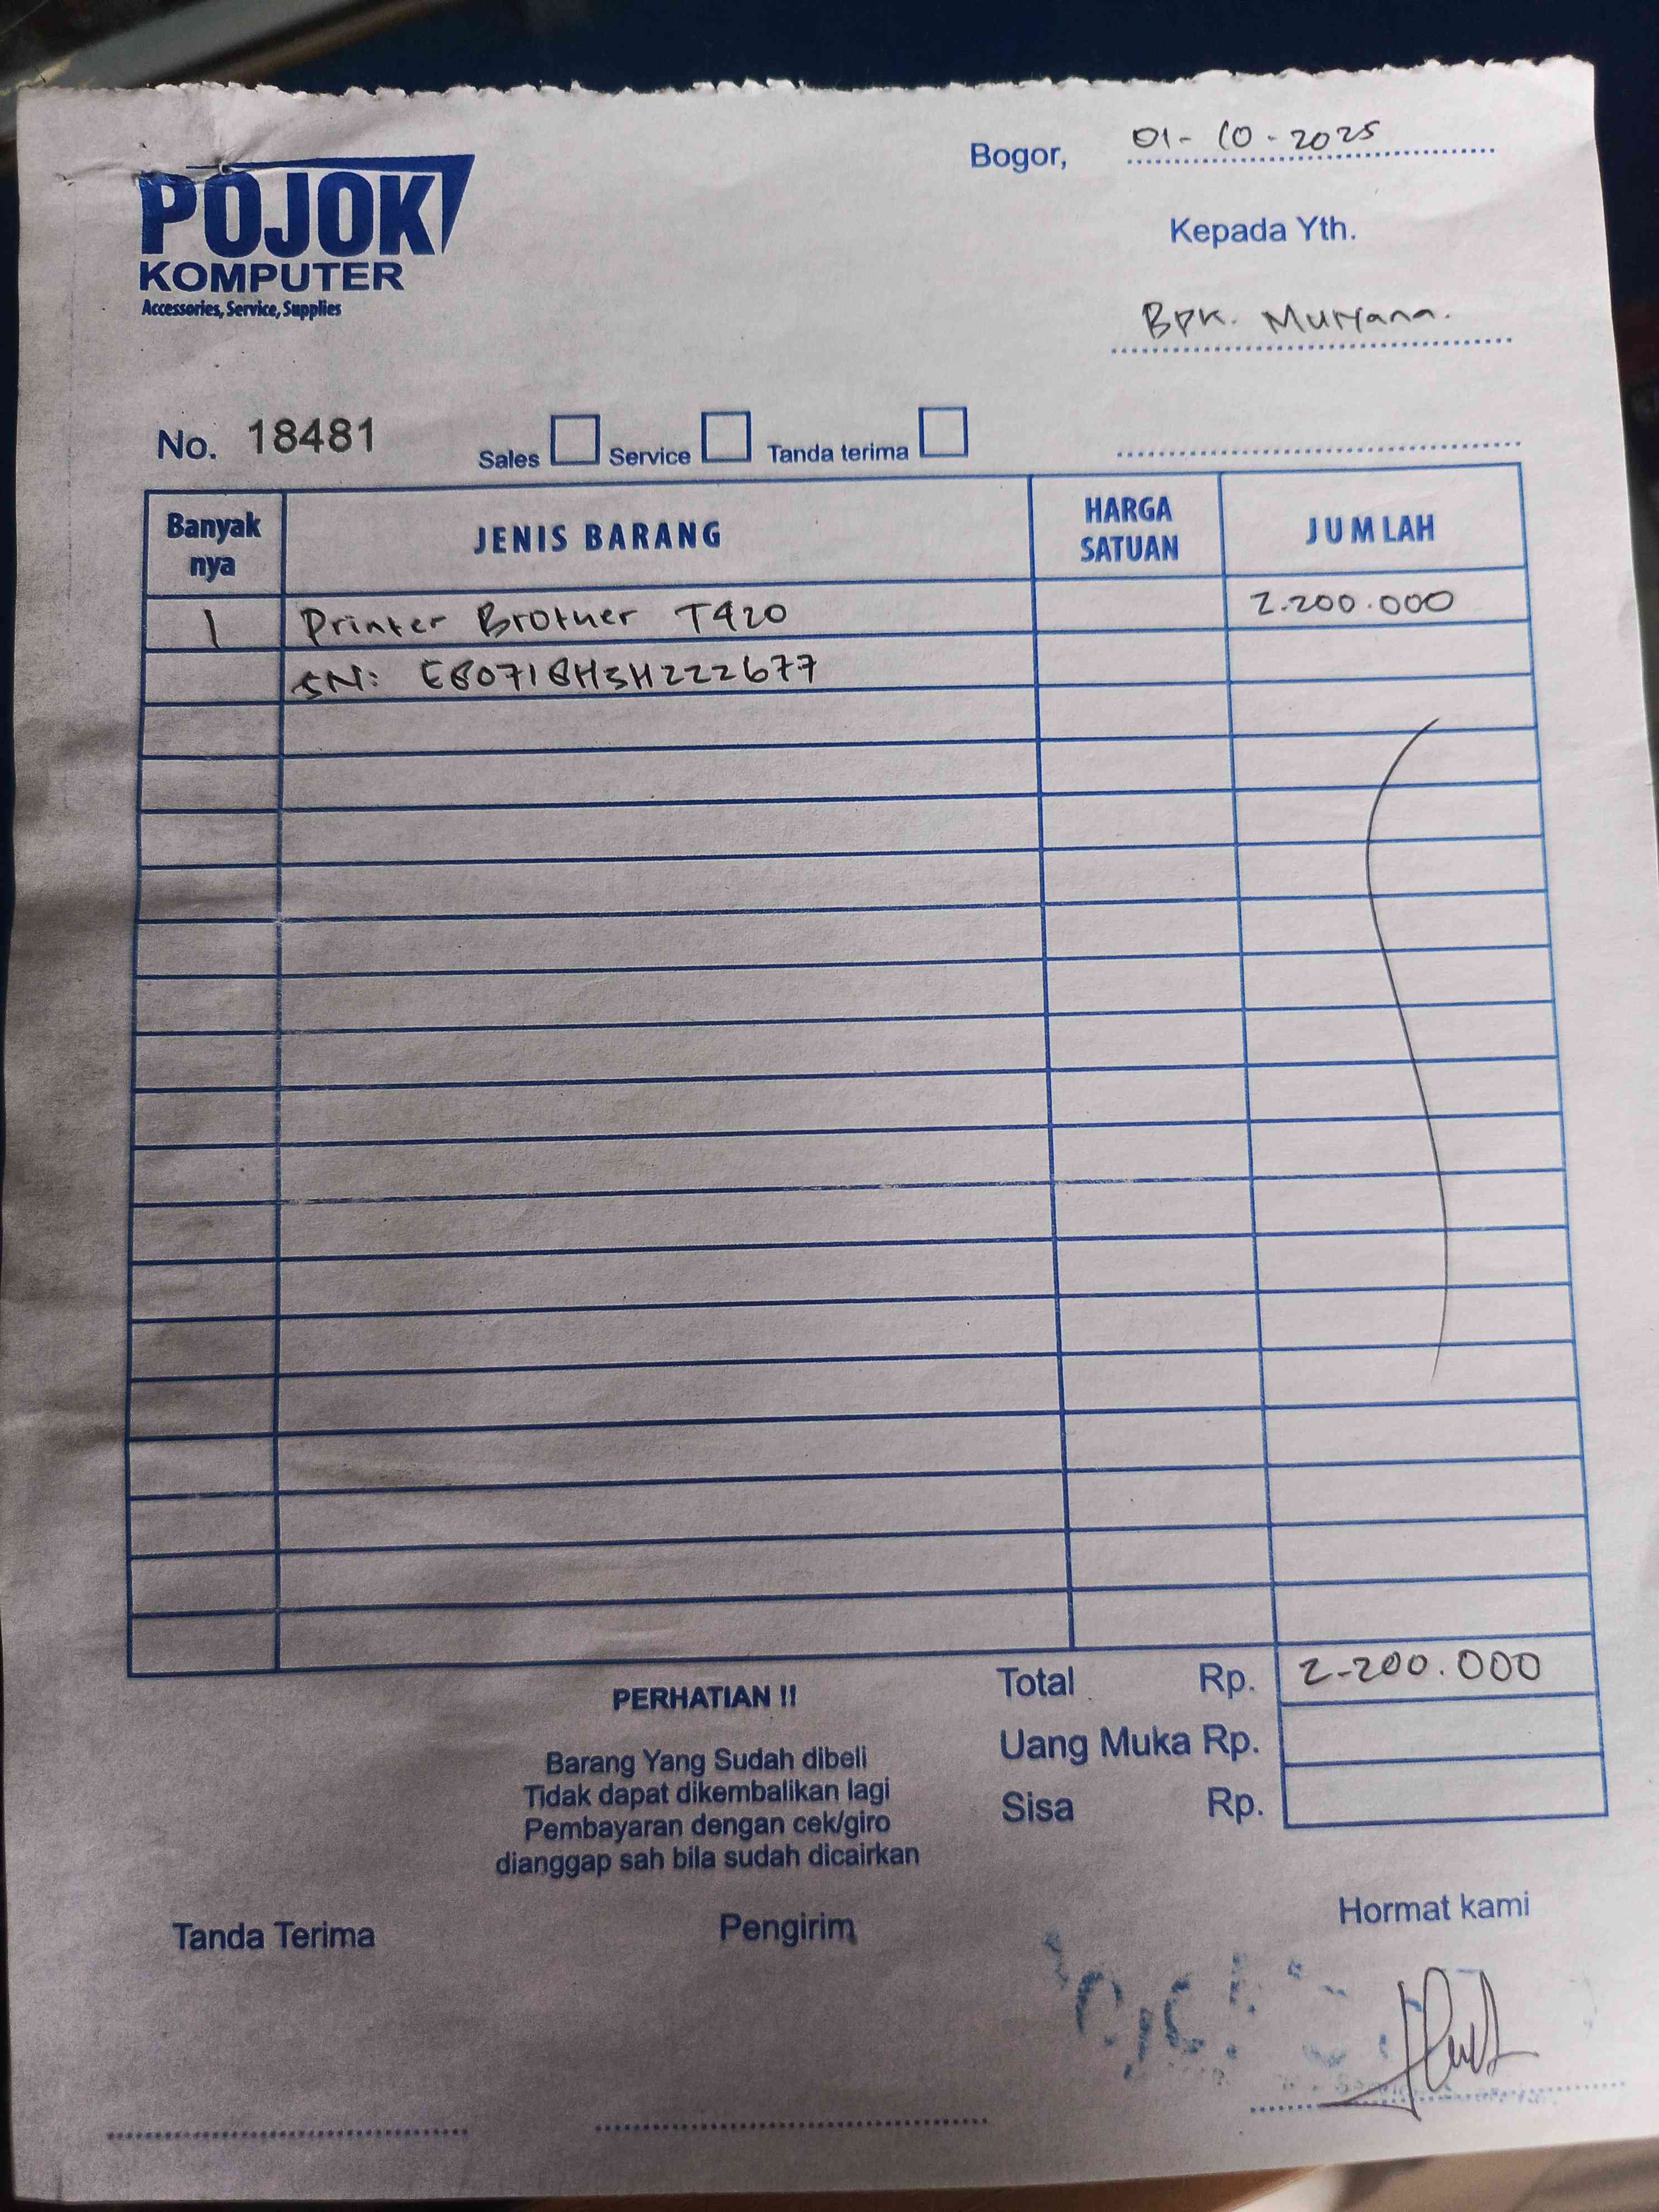 POJOK
KOMPUTER
Accessories, Service, Supplies
Bogor, 01-10-2025
Kepada Yth.
Bpk. Muryana.
No. 18481 Sales Service Tanda terima
Banyak nya JENIS BARANG HARGA SATUAN JUMLAH
1 Printer Brother T420 2.200.000
SN: E80718H5H222677
Total Rp. 2.200.000
Uang Muka Rp.
Sisa Rp.
PERHATIAN !!
Barang Yang Sudah dibeli
Tidak dapat dikembalikan lagi
Pembayaran dengan cek/giro
dianggap sah bila sudah dicairkan
Tanda Terima Pengirim Hormat kami